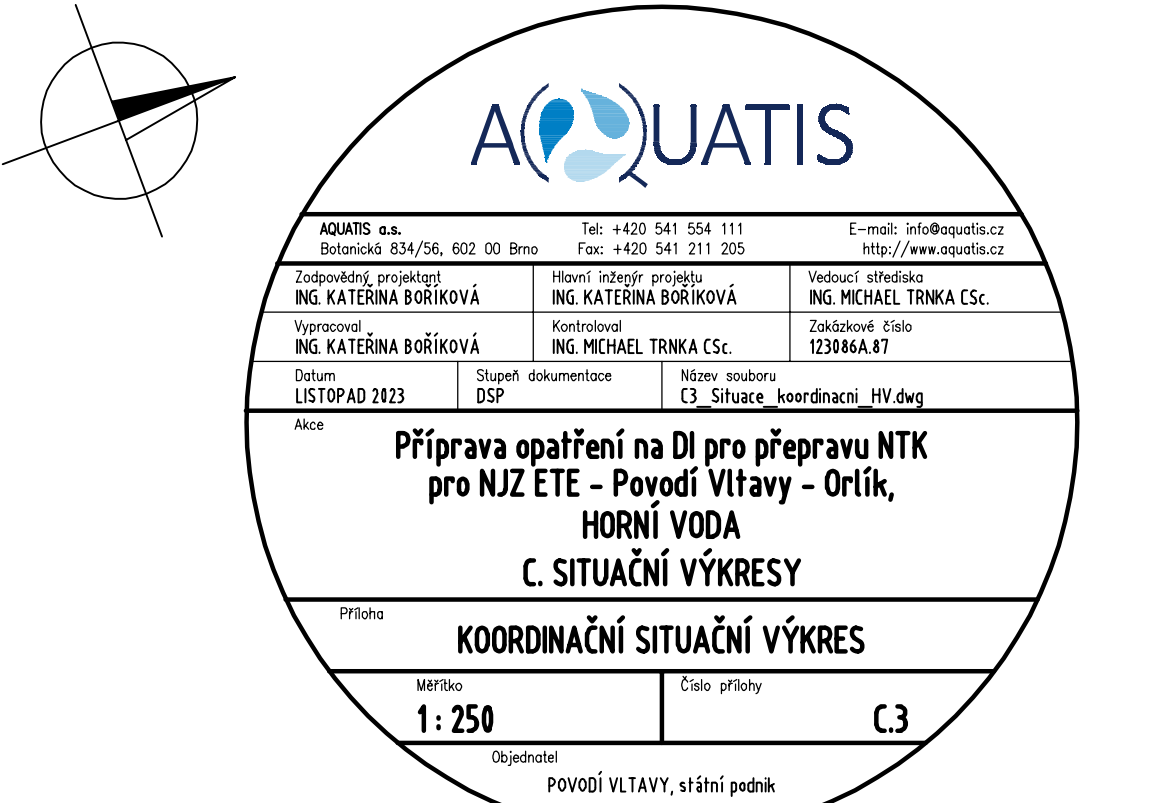 AQUATIS
AQUATIS a.s.
Tel: +420 541 554 111
E-mail: info@aquatis.cz
Botanická 834/56, 602 00 Brno
Fax: +420 541 211 205
http://www.aquatis.cz
Zodpovědný projektant
Hlavní inženýr projektu
Vedoucí střediska
ING. KATEŘINA BOŘÍKOVÁ
ING. KATEŘINA BOŘÍKOVÁ
ING. MICHAEL TRNKA CSc.
Vypracoval
Kontroloval
Zakázkové číslo
ING. KATEŘINA BOŘÍKOVÁ
ING. MICHAEL TRNKA CSc.
123086A.87
Datum
Stupeň dokumentace
Název souboru
LISTOPAD 2023
DSP
C3_Situace_koordinacni_HV.dwg
Akce
Příprava opatření na DI pro přepravu NTK
pro NJZ ETE - Povodí Vltavy - Orlík,
HORNÍ VODA
C. SITUAČNÍ VÝKRESY
Příloha
KOORDINAČNÍ SITUAČNÍ VÝKRES
Měřítko
Číslo přílohy
1 : 250
C.3
Objednatel
POVODÍ VLTAVY, státní podnik